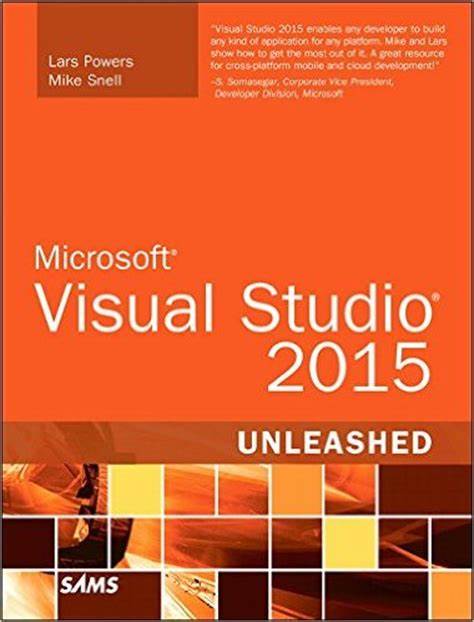 Lars Powers
Mike Snell
"Visual Studio 2015 enables any developer to build
any kind of application for any platform. Mike and Lars
show how to get the most out of it. A great resource
for cross-platform mobile and cloud development!"
–S. Somasegar, Corporate Vice President,
Developer Division, Microsoft
Microsoft®
Visual Studio®
2015
UNLEASHED
SAMS